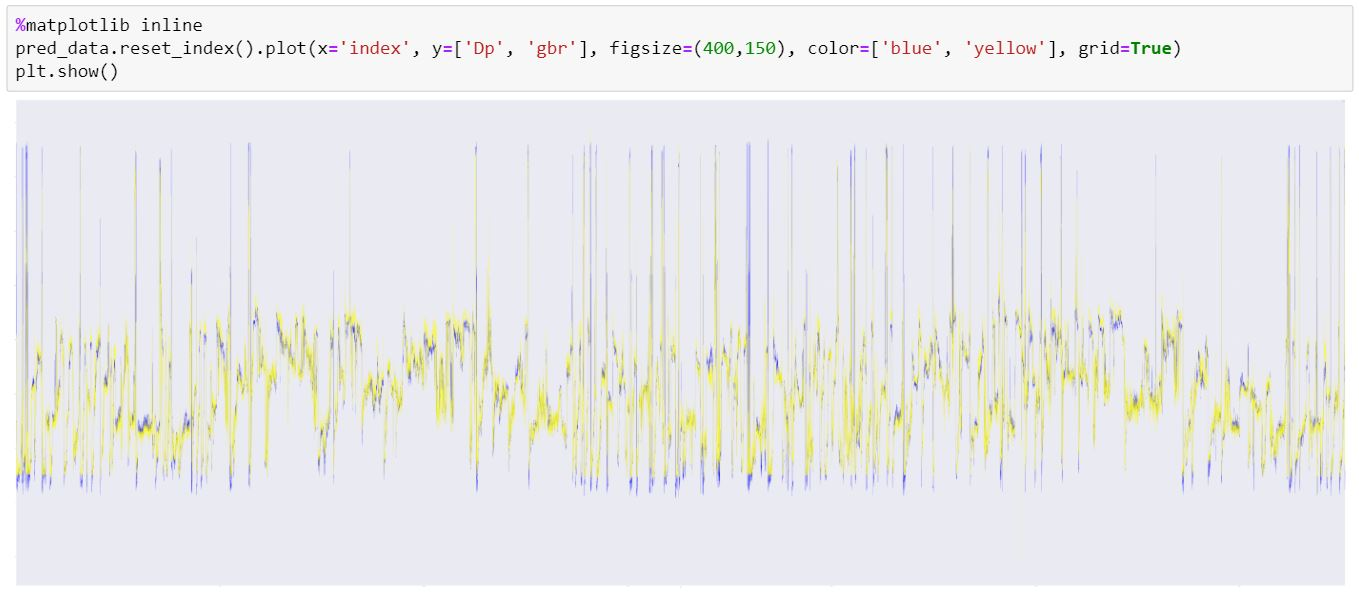 %matplotlib inline
pred_data.reset_index().plot(x='index', y=['Dp', 'gbr'], figsize=(400,150), color=['blue', 'yellow'], grid=True)
plt.show()